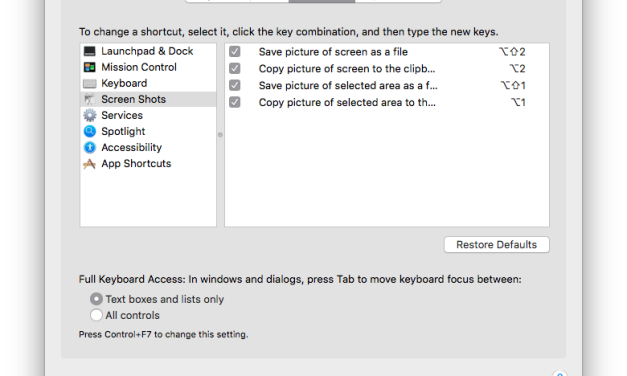 To change a shortcut, select it, click the key combination, and then type the new keys.
Launchpad & Dock
Mission Control
Keyboard
Screen Shots
Services
Spotlight
Accessibility
App Shortcuts
Save picture of screen as a file ⌥⇧2
Copy picture of screen to the clipb... ⌥2
Save picture of selected area as a f... ⌥⇧1
Copy picture of selected area to th... ⌥1
Restore Defaults
Full Keyboard Access: In windows and dialogs, press Tab to move keyboard focus between:
Text boxes and lists only
All controls
Press Control+F7 to change this setting.